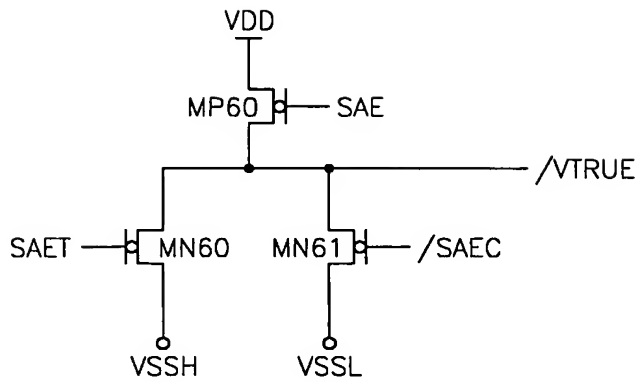 VDD
MP60 SAE
/VTRUE
SAET MN60 MN61 /SAEC
VSSH VSSL